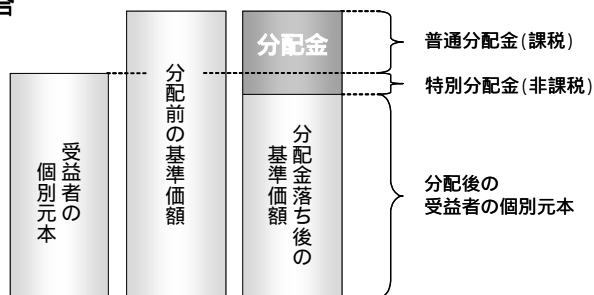 合
受益者の
個別元本
分配前の基準価額
分配金
分配金落ち後の
基準価額
普通分配金(課税)
特別分配金(非課税)
分配後の
受益者の個別元本